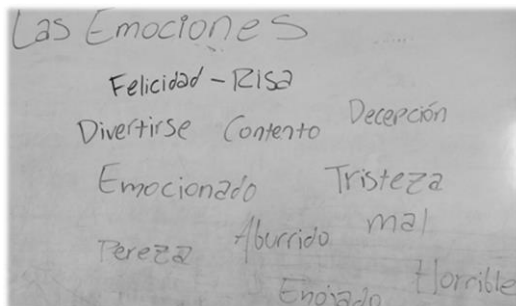 Las Emociones
Felicidad - Risa
Divertirse Contento Decepción
Emocionado Tristeza
Pereza Aburrido mal
Enojado Horrible